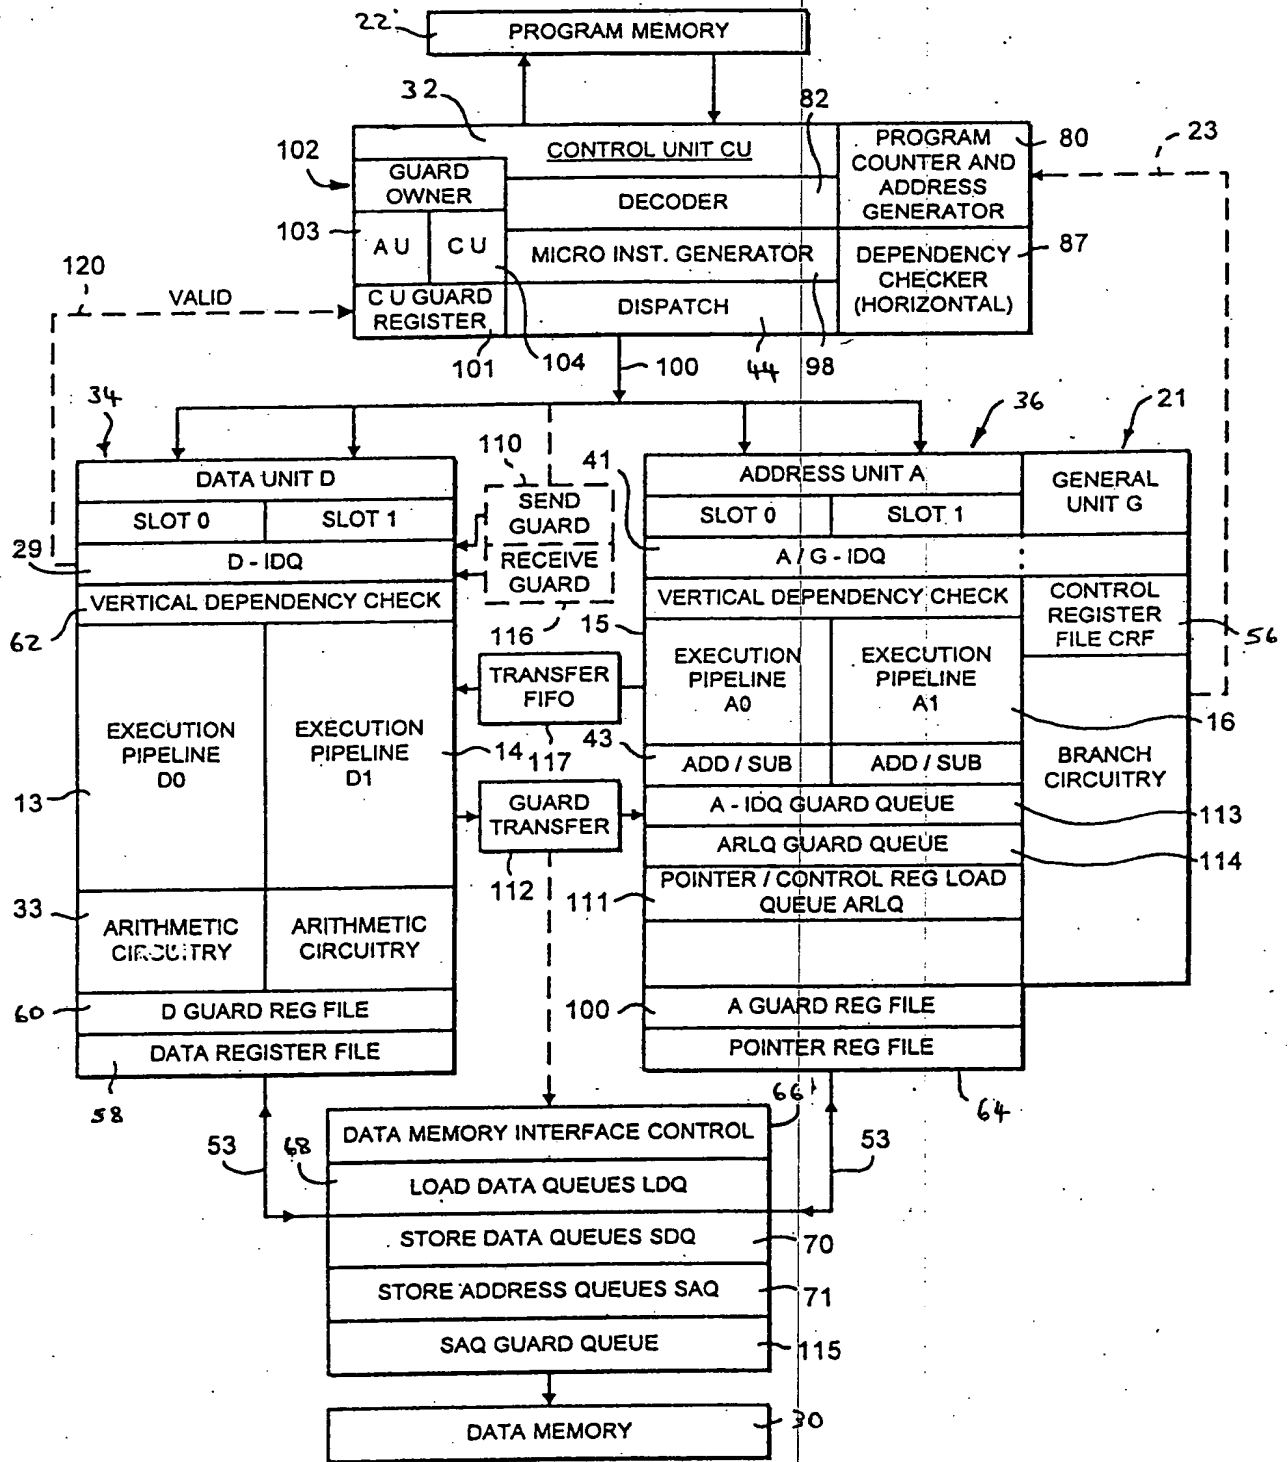 22
PROGRAM MEMORY
32
82
CONTROL UNIT CU
PROGRAM
COUNTER AND
ADDRESS
GENERATOR
80
23
102
GUARD
OWNER
DECODER
103
A U
C U
MICRO INST. GENERATOR
DEPENDENCY
CHECKER
(HORIZONTAL)
87
120
VALID
C U GUARD
REGISTER
DISPATCH
101
104
100
44
98
34
36
21
110
41
DATA UNIT D
SLOT 0
SLOT 1
SEND
GUARD
ADDRESS UNIT A
SLOT 0
SLOT 1
GENERAL
UNIT G
29
D - IDQ
RECEIVE
GUARD
A / G - IDQ
VERTICAL DEPENDENCY CHECK
62
116
15
VERTICAL DEPENDENCY CHECK
CONTROL
REGISTER
FILE CRF
56
EXECUTION
PIPELINE
D0
EXECUTION
PIPELINE
D1
TRANSFER
FIFO
EXECUTION
PIPELINE
A0
EXECUTION
PIPELINE
A1
14
117
43
16
13
ADD / SUB
ADD / SUB
BRANCH
CIRCUITRY
GUARD
TRANSFER
A - IDQ GUARD QUEUE
113
ARLQ GUARD QUEUE
114
112
33
ARITHMETIC
CIRCUITRY
ARITHMETIC
CIRCUITRY
111
POINTER / CONTROL REG LOAD
QUEUE ARLQ
60
D GUARD REG FILE
100
A GUARD REG FILE
DATA REGISTER FILE
POINTER REG FILE
58
66
64
53
68
DATA MEMORY INTERFACE CONTROL
53
LOAD DATA QUEUES LDQ
STORE DATA QUEUES SDQ
70
STORE ADDRESS QUEUES SAQ
71
SAQ GUARD QUEUE
115
DATA MEMORY
30